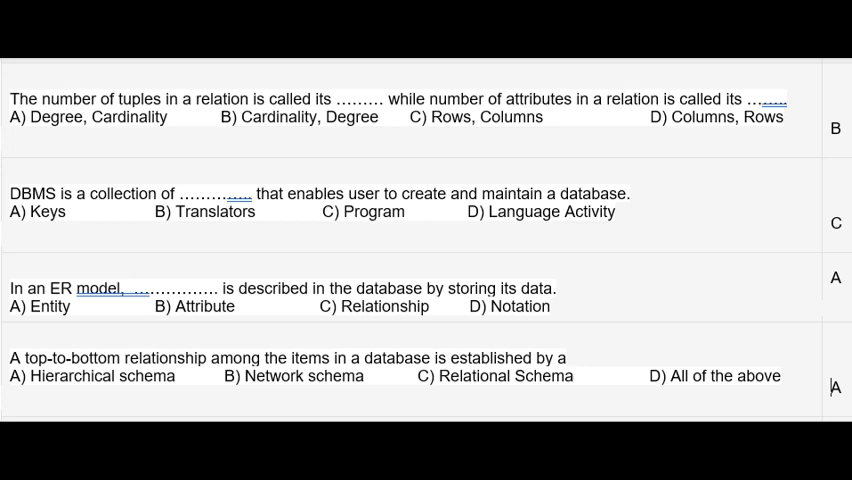 The number of tuples in a relation is called its ......... while number of attributes in a relation is called its .........
A) Degree, Cardinality B) Cardinality, Degree C) Rows, Columns D) Columns, Rows
B
DBMS is a collection of .............. that enables user to create and maintain a database.
A) Keys B) Translators C) Program D) Language Activity
C
In an ER model, ................ is described in the database by storing its data.
A) Entity B) Attribute C) Relationship D) Notation
A
A top-to-bottom relationship among the items in a database is established by a
A) Hierarchical schema B) Network schema C) Relational Schema D) All of the above
A